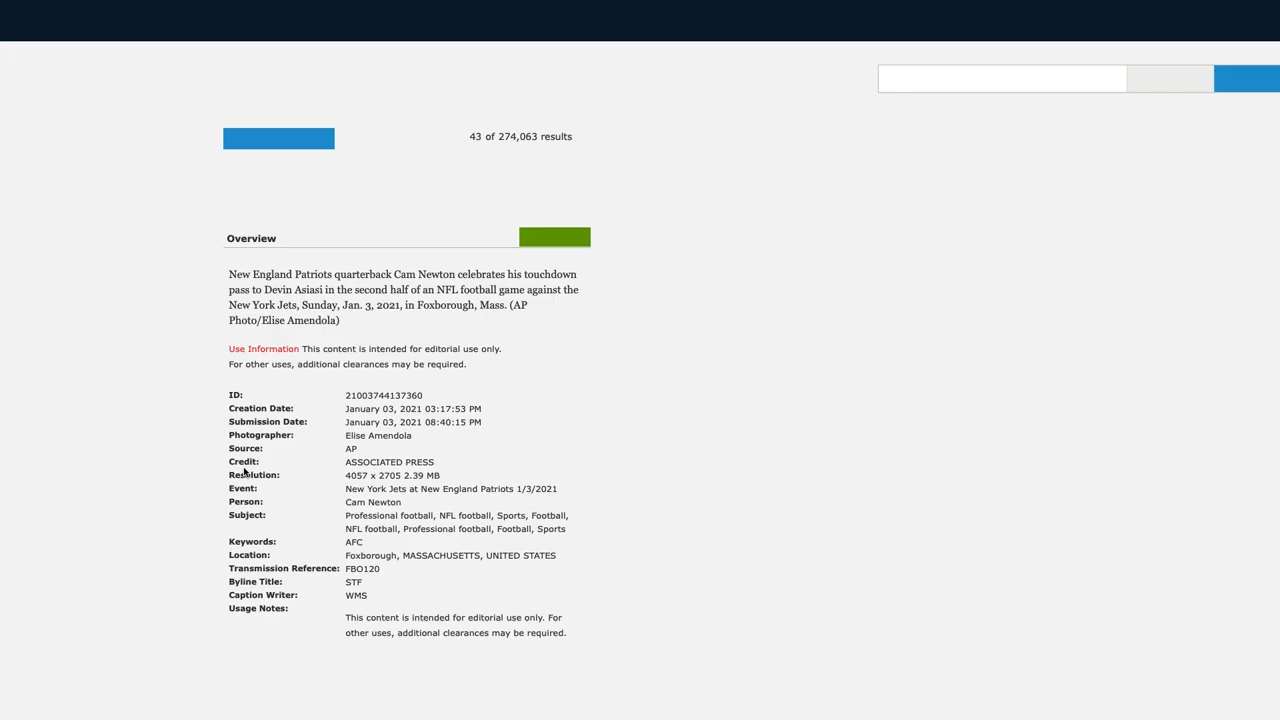 43 of 274,063 results
Overview
New England Patriots quarterback Cam Newton celebrates his touchdown
pass to Devin Asiasi in the second half of an NFL football game against the
New York Jets, Sunday, Jan. 3, 2021, in Foxborough, Mass. (AP
Photo/Elise Amendola)
Use Information This content is intended for editorial use only.
For other uses, additional clearances may be required.
ID: 21003744137360
Creation Date: January 03, 2021 03:17:53 PM
Submission Date: January 03, 2021 08:40:15 PM
Photographer: Elise Amendola
Source: AP
Credit: ASSOCIATED PRESS
Resolution: 4057 x 2705 2.39 MB
Event: New York Jets at New England Patriots 1/3/2021
Person: Cam Newton
Subject: Professional football, NFL football, Sports, Football,
NFL football, Professional football, Football, Sports
Keywords: AFC
Location: Foxborough, MASSACHUSETTS, UNITED STATES
Transmission Reference: FBO120
Byline Title: STF
Caption Writer: WMS
Usage Notes:
This content is intended for editorial use only. For
other uses, additional clearances may be required.